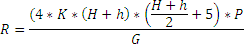 R = (4 * K * (H + h) * ((H + h)/2 + 5) * P)/G